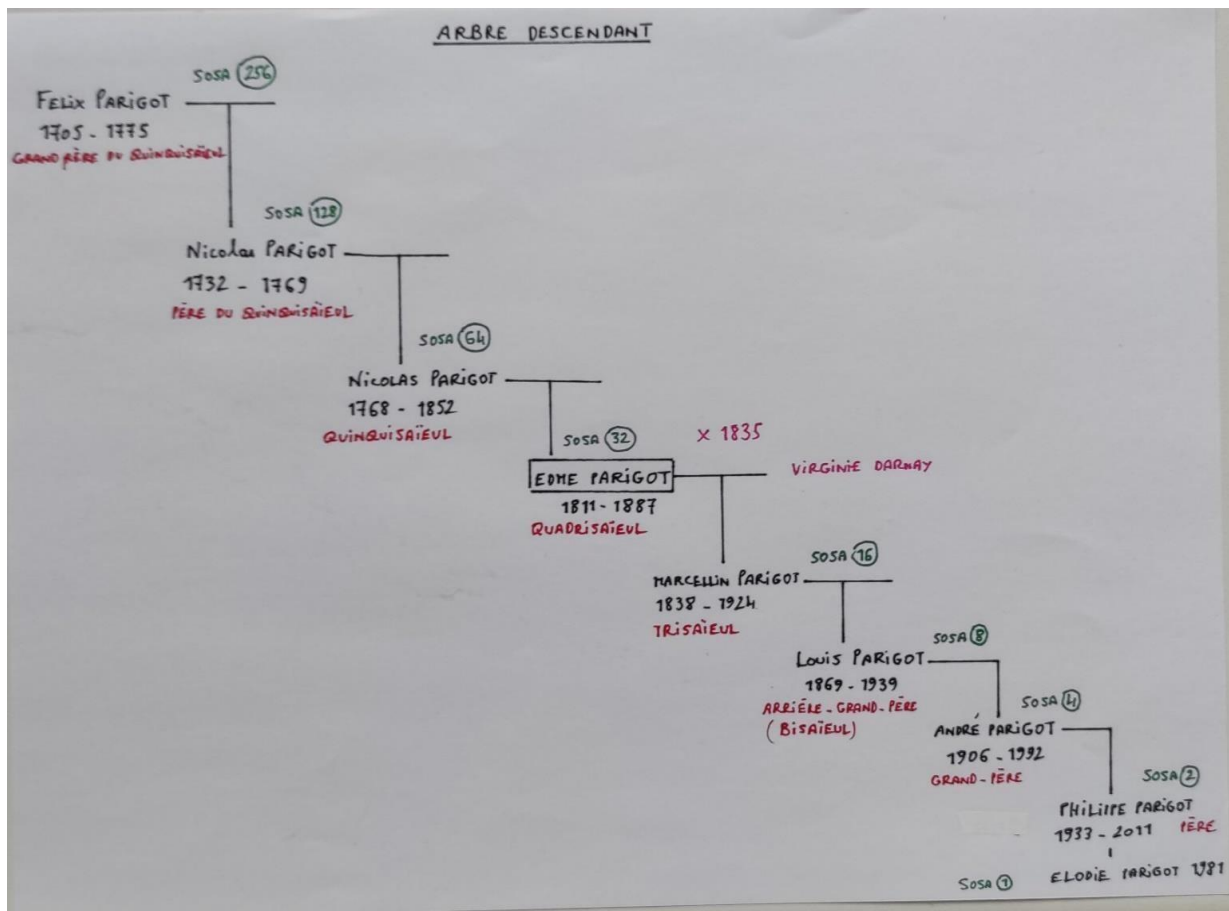 ARBRE DESCENDANT
SOSA 256
FELIX PARIGOT
1705 - 1775
GRAND PÈRE DU QUINQUISAÏEUL
SOSA 128
Nicolas PARIGOT
1732 - 1769
PÈRE DU QUINQUISAÏEUL
SOSA 64
NICOLAS PARIGOT
1768 - 1852
QUINQUISAÏEUL
SOSA 32
X 1835
EDME PARIGOT
VIRGINIE DARNAY
1811 - 1887
QUADRISAÏEUL
SOSA 16
MARCELLIN PARIGOT
1838 - 1924
TRISAÏEUL
SOSA 8
Louis PARIGOT
1869 - 1939
ARRIÈRE-GRAND-PÈRE
(BISAÏEUL)
SOSA 4
ANDRÉ PARIGOT
1906 - 1992
GRAND-PÈRE
SOSA 2
PHILIPPE PARIGOT
1933 - 2011 PÈRE
SOSA 1
ELODIE PARIGOT 1981